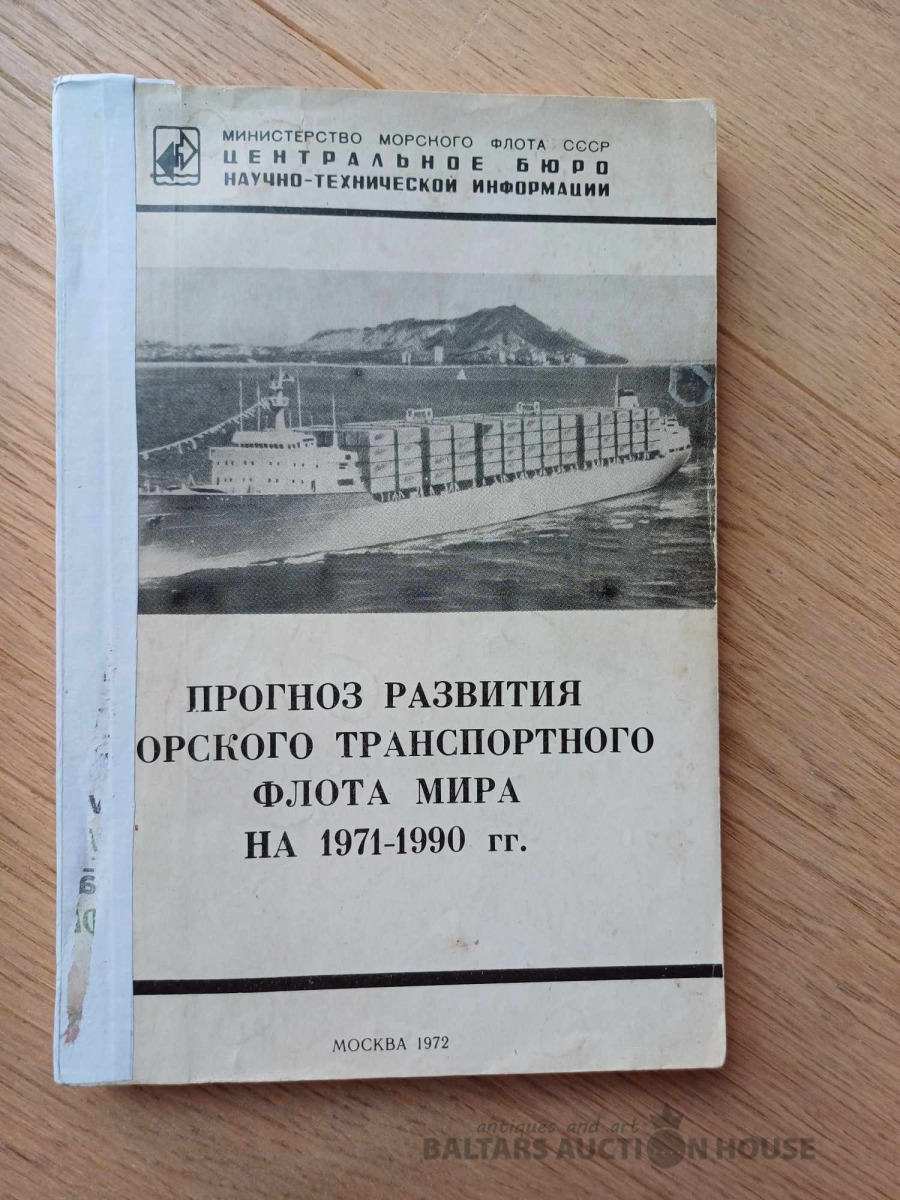 МИНИСТЕРСТВО МОРСКОГО ФЛОТА СССР
ЦЕНТРАЛЬНОЕ БЮРО
НАУЧНО-ТЕХНИЧЕСКОЙ ИНФОРМАЦИИ
ПРОГНОЗ РАЗВИТИЯ
ОРСКОГО ТРАНСПОРТНОГО
ФЛОТА МИРА
НА 1971-1990 гг.
МОСКВА 1972
antiques and art
BALTARS AUCTION HOUSE